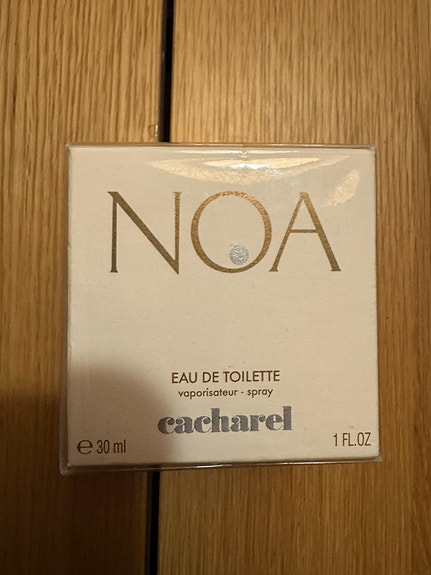 NOA
EAU DE TOILETTE
vaporisateur - spray
cacharel
℮ 30 ml 1 FL.OZ